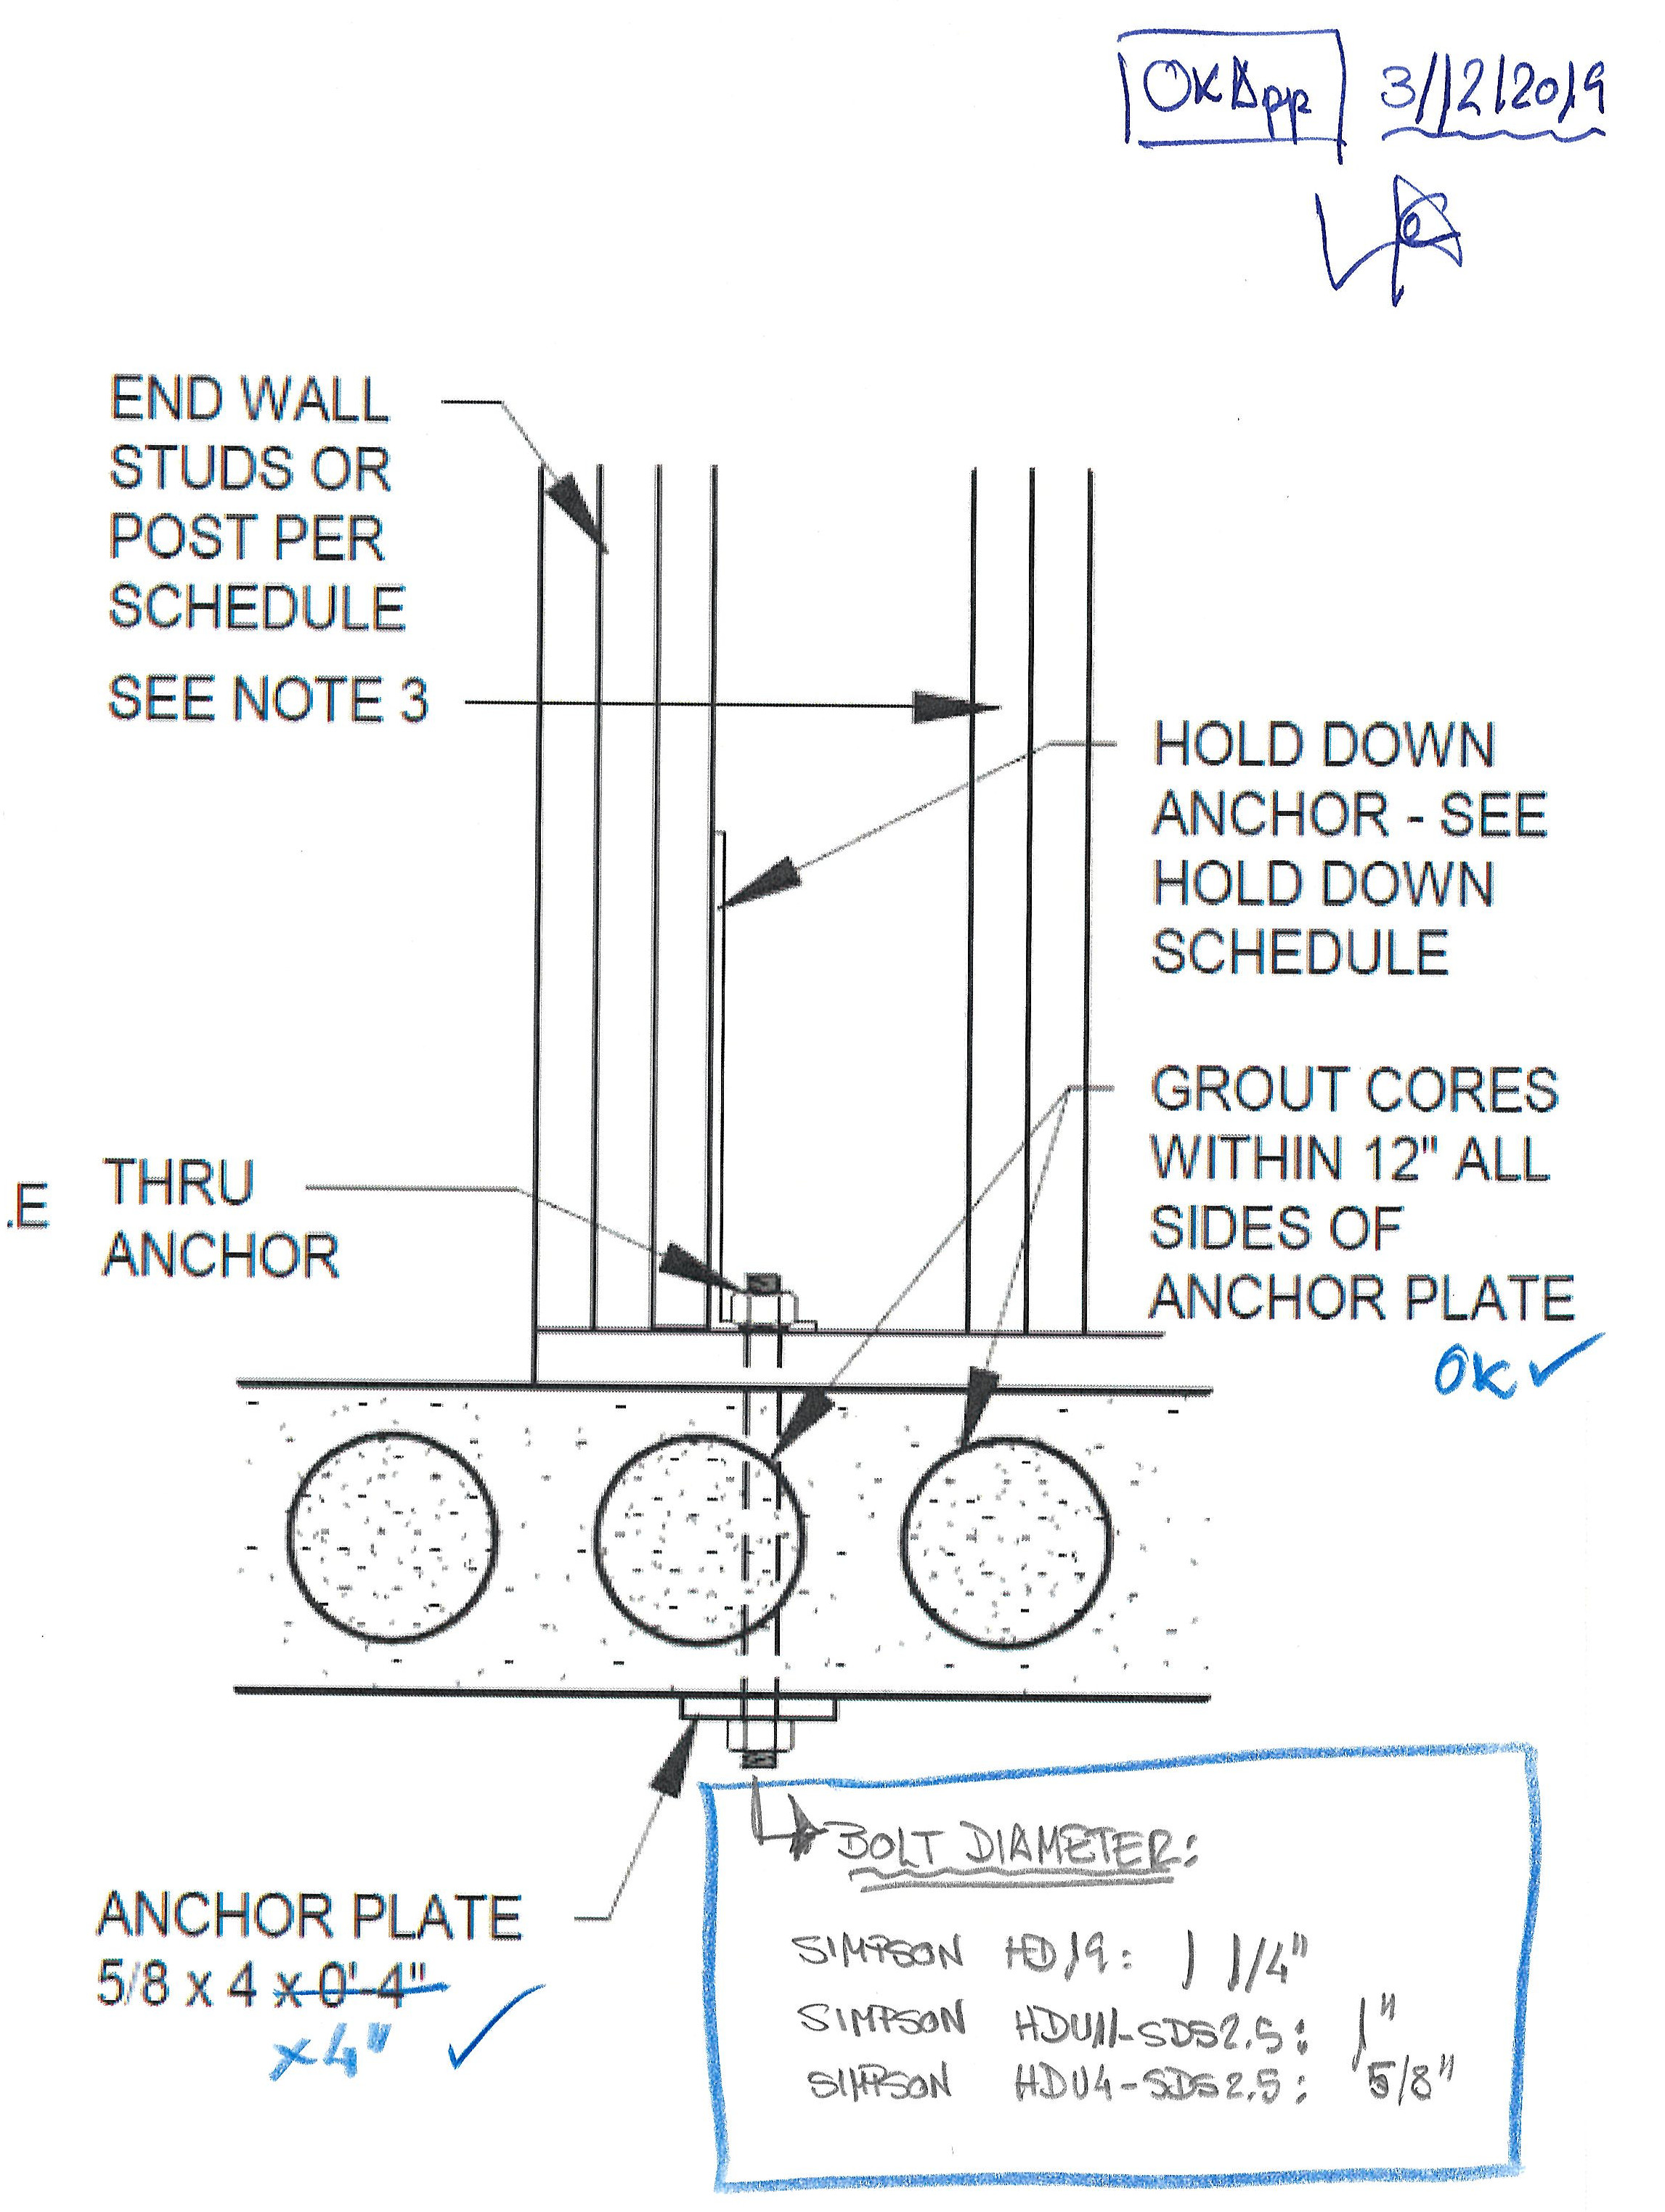 OK App 3/12/2019
END WALL
STUDS OR
POST PER
SCHEDULE
SEE NOTE 3
HOLD DOWN
ANCHOR - SEE
HOLD DOWN
SCHEDULE
GROUT CORES
WITHIN 12" ALL
SIDES OF
ANCHOR PLATE
OK ✓
.E THRU
ANCHOR
ANCHOR PLATE
5/8 x 4 x 0'-4"
x 4" ✓
BOLT DIAMETER:
SIMPSON HD19: 1 1/4"
SIMPSON HDU11-SDS2.5: 1"
SIMPSON HDU4-SDS2.5: 5/8"